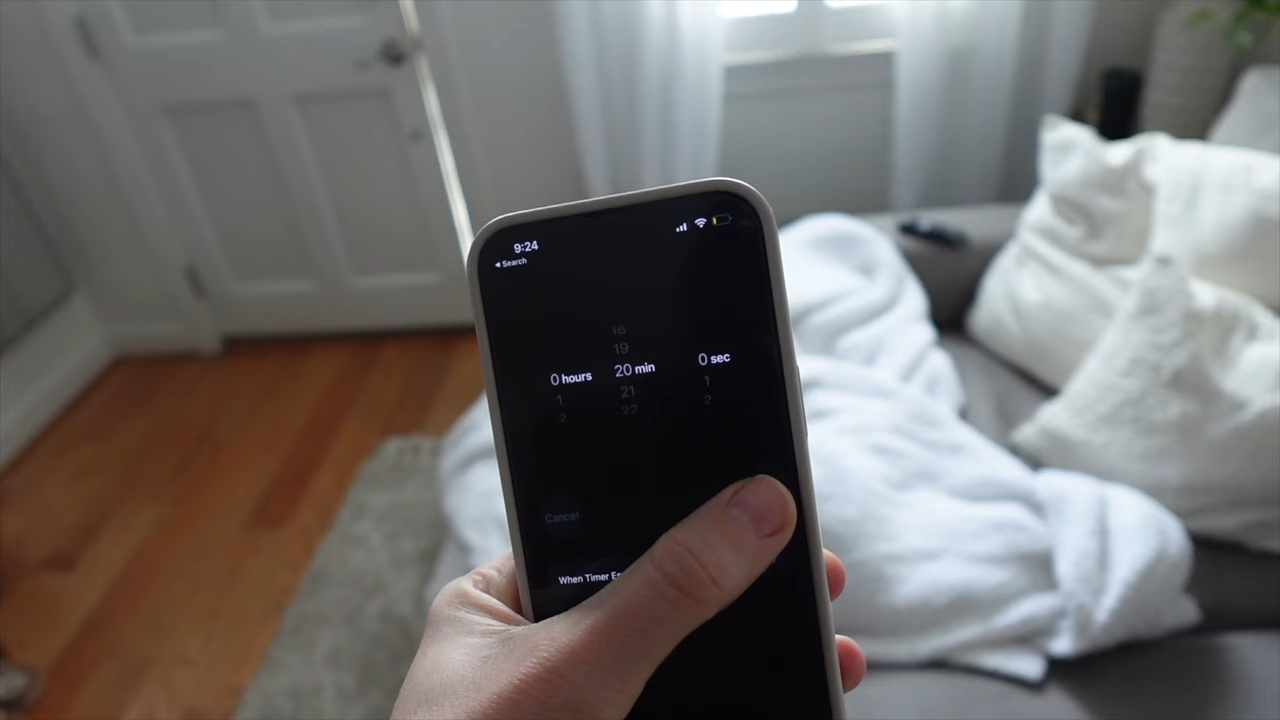 9:24
◀ Search
18
19
0 hours 20 min 0 sec
1 21 1
2 22 2
Cancel
When Timer